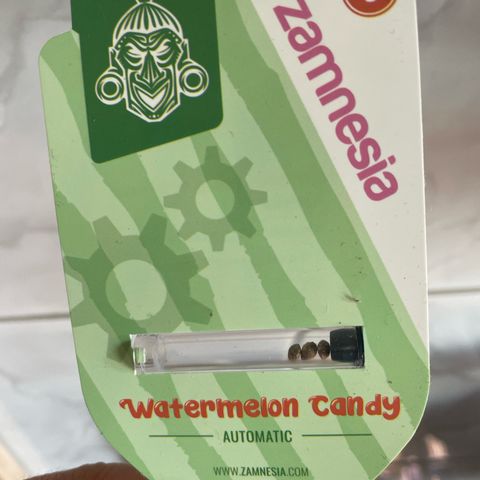 zamnesia
Watermelon Candy
AUTOMATIC
WWW.ZAMNESIA.COM